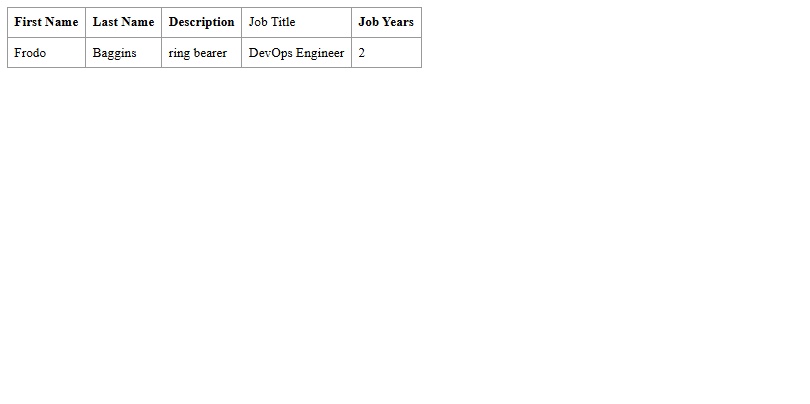 First Name Last Name Description Job Title Job Years
Frodo Baggins ring bearer DevOps Engineer 2